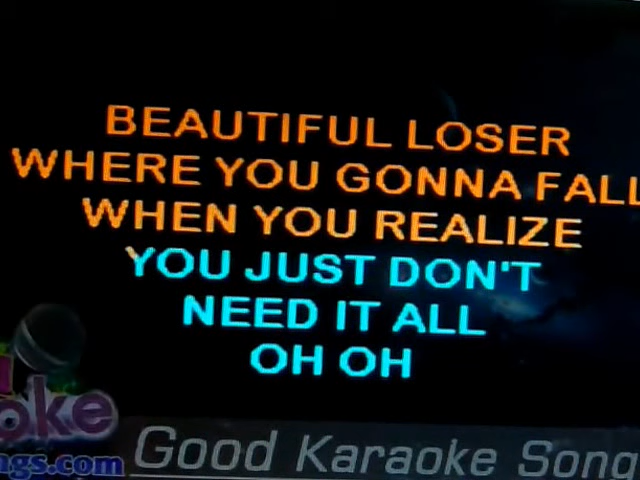 BEAUTIFUL LOSER
WHERE YOU GONNA FALL
WHEN YOU REALIZE
YOU JUST DON'T
NEED IT ALL
OH OH
oke
ngs.com
Good Karaoke Song